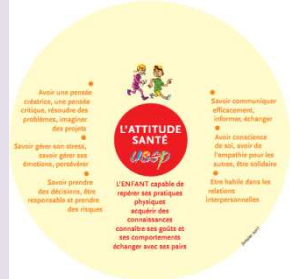 Avoir une pensée
créatrice, une pensée
critique, résoudre des
problèmes, imaginer
des projets
Savoir gérer son stress,
savoir gérer ses
émotions, persévérer
Savoir prendre
des décisions, être
responsable et prendre
des risques
L'ATTITUDE
SANTÉ
usep
L'ENFANT capable de
repérer ses pratiques
physiques
acquérir des
connaissances
connaître ses goûts et
ses comportements
échanger avec ses pairs
Savoir communiquer
efficacement,
informer, échanger
Avoir conscience
de soi, avoir de
l'empathie pour les
autres, être solidaire
Etre habile dans les
relations
interpersonnelles